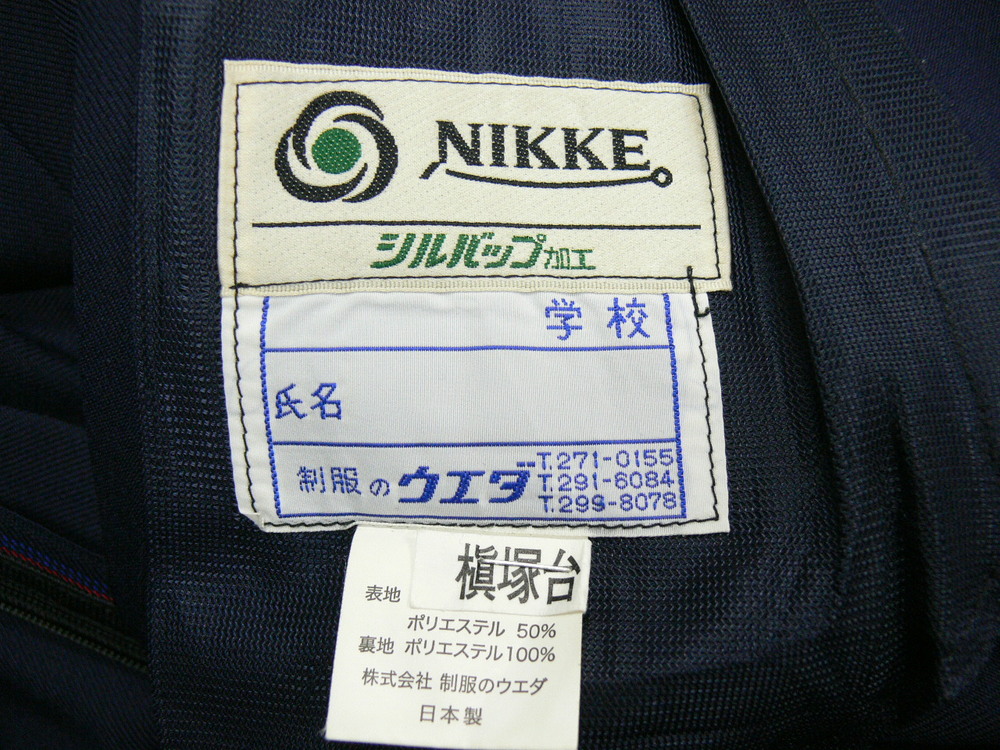 NIKKE
シルバップ加工
学校
氏名
制服のウエダ
T.271-0155
T.291-6084
T.299-8078
槇塚台
表地
ポリエステル 50%
裏地 ポリエステル100%
株式会社 制服のウエダ
日本製